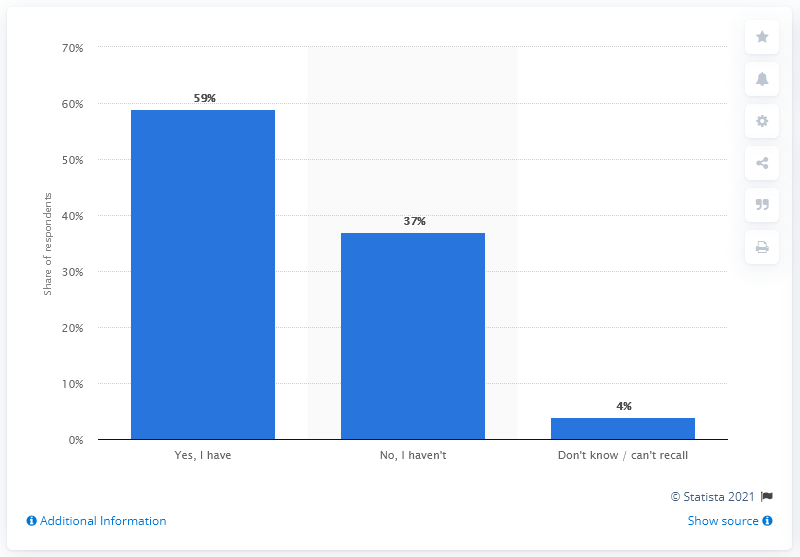 70%
60%
50%
40%
30%
20%
10%
0%
Share of respondents
59%
37%
4%
Yes, I have
No, I haven't
Don't know / can't recall
© Statista 2021
Additional Information
Show source